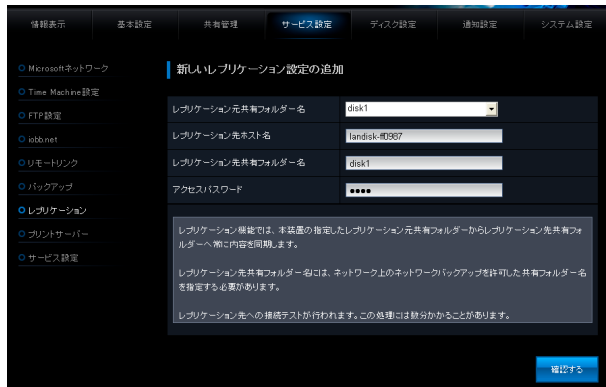 情報表示
基本設定
共有管理
サービス設定
ディスク設定
通知設定
システム設定
Microsoftネットワーク
Time Machine設定
FTP設定
iobb.net
リモートリンク
バックアップ
レプリケーション
プリントサーバー
サービス設定
新しいレプリケーション設定の追加
レプリケーション元共有フォルダー名
disk1
レプリケーション先ホスト名
landisk-ff0987
レプリケーション先共有フォルダー名
disk1
アクセスパスワード
●●●●
レプリケーション機能では、本装置の指定したレプリケーション元共有フォルダーからレプリケーション先共有フォ
ルダーへ常に内容を同期します。
レプリケーション先共有フォルダー名には、ネットワーク上のネットワークバックアップを許可した共有フォルダー名
を指定する必要があります。
レプリケーション先への接続テストが行われます。この処理には数分かかることがあります。
確認する